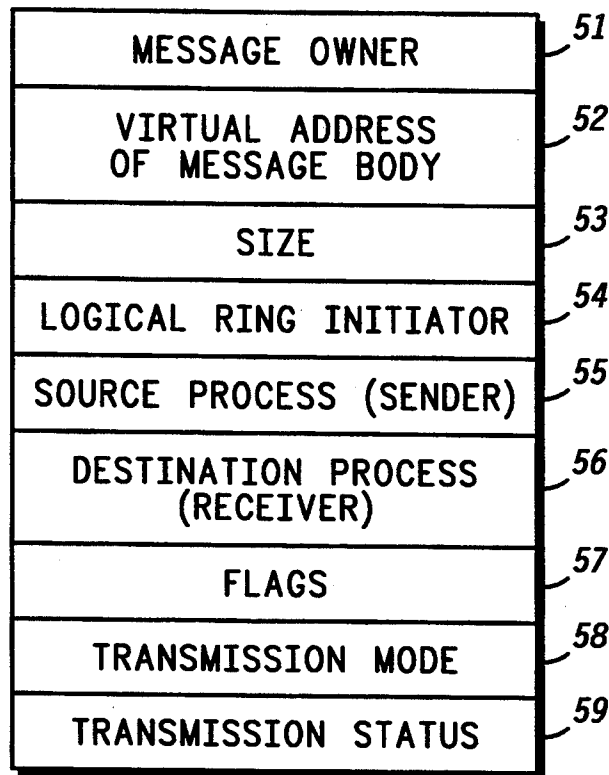 MESSAGE OWNER 51
VIRTUAL ADDRESS 52
OF MESSAGE BODY
SIZE 53
LOGICAL RING INITIATOR 54
SOURCE PROCESS (SENDER) 55
DESTINATION PROCESS 56
(RECEIVER)
FLAGS 57
TRANSMISSION MODE 58
TRANSMISSION STATUS 59